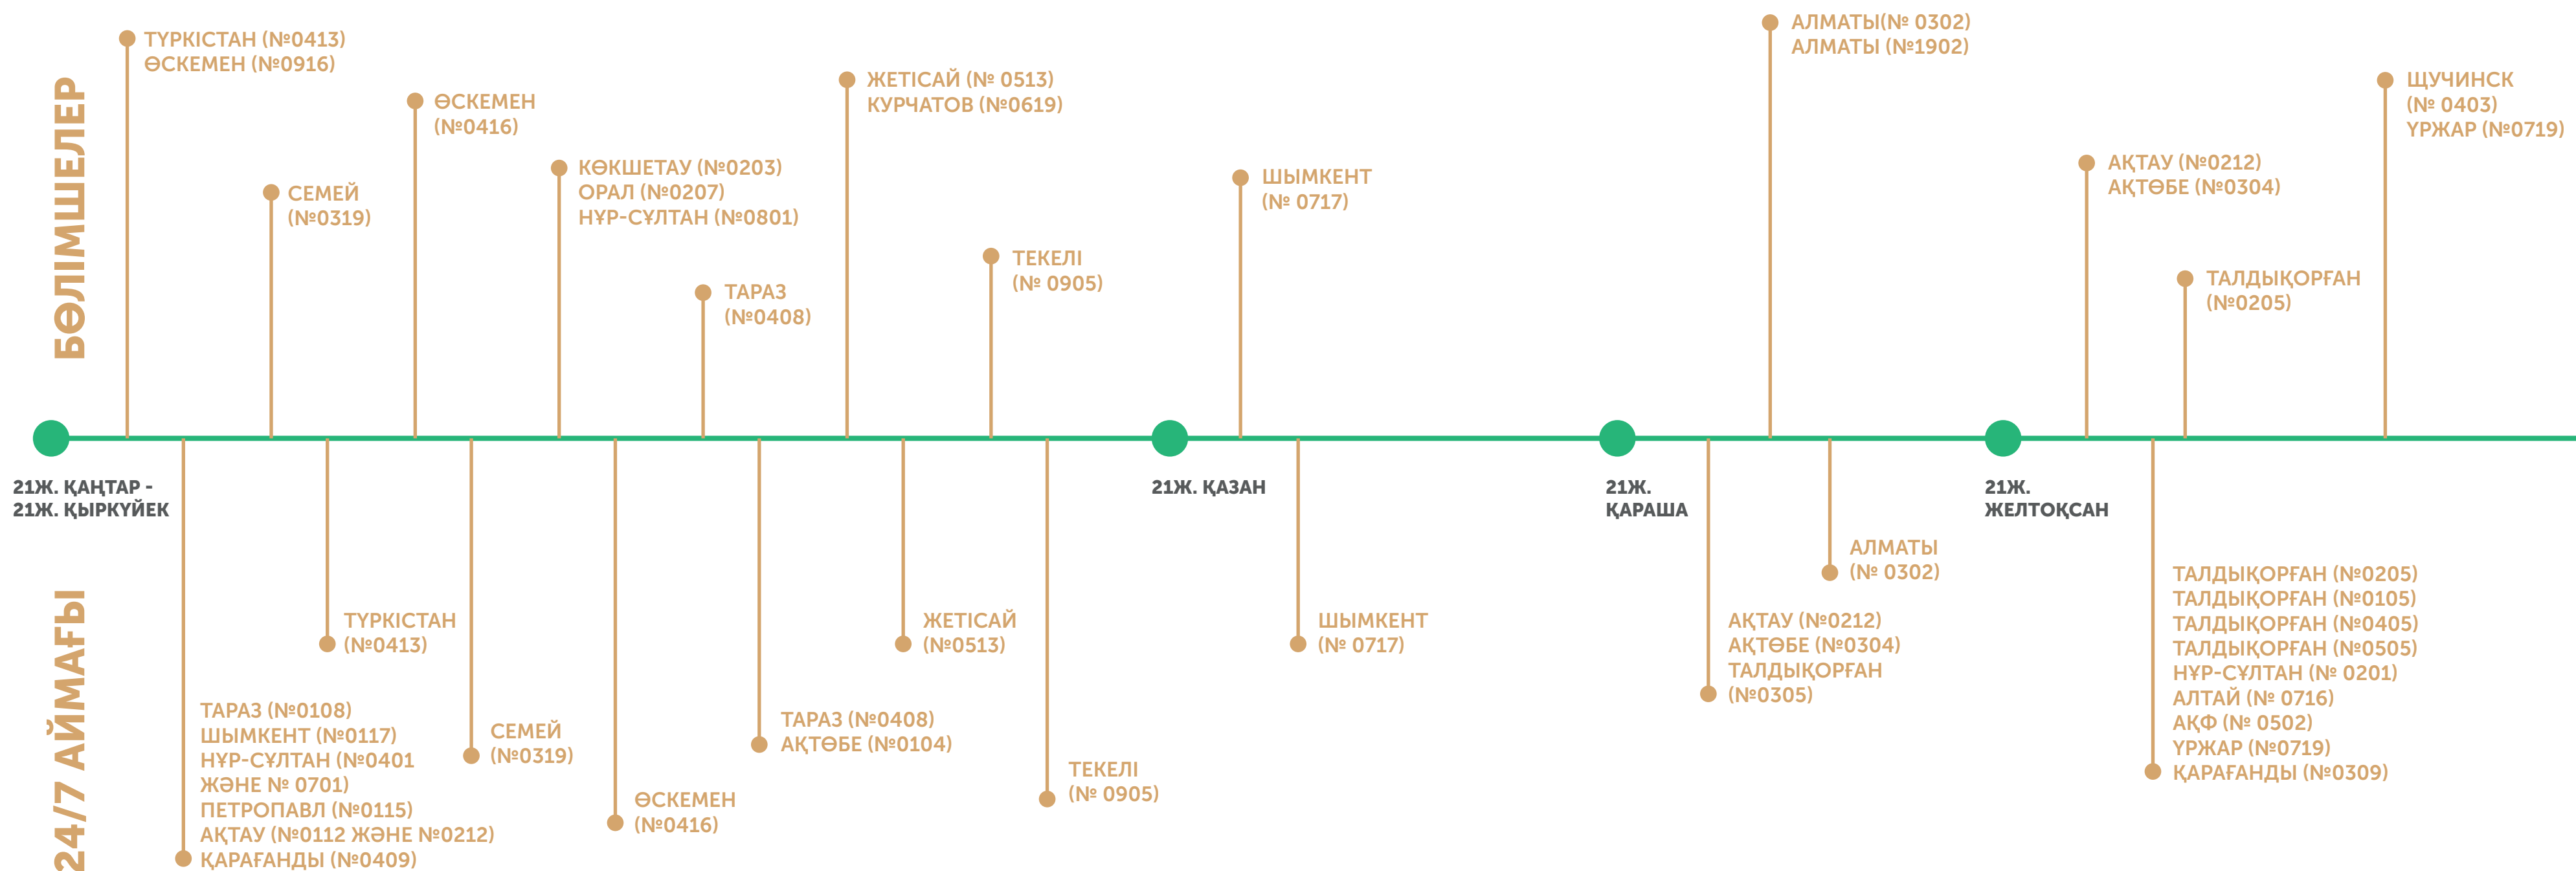 БӨЛІМШЕЛЕР
ТҮРКІСТАН (№0413)
ӨСКЕМЕН (№0916)
СЕМЕЙ
(№0319)
ӨСКЕМЕН
(№0416)
КӨКШЕТАУ (№0203)
ОРАЛ (№0207)
НҰР-СҰЛТАН (№0801)
ТАРАЗ
(№0408)
ЖЕТІСАЙ (№ 0513)
КУРЧАТОВ (№0619)
ТЕКЕЛІ
(№ 0905)
ШЫМКЕНТ
(№ 0717)
АЛМАТЫ(№ 0302)
АЛМАТЫ (№1902)
АҚТАУ (№0212)
АҚТӨБЕ (№0304)
ТАЛДЫҚОРҒАН
(№0205)
ЩУЧИНСК
(№ 0403)
ҮРЖАР (№0719)
21Ж. ҚАҢТАР -
21Ж. ҚЫРКҮЙЕК
21Ж. ҚАЗАН
21Ж.
ҚАРАША
21Ж.
ЖЕЛТОҚСАН
24/7 АЙМАҒЫ
ТАРАЗ (№0108)
ШЫМКЕНТ (№0117)
НҰР-СҰЛТАН (№0401
ЖӘНЕ № 0701)
ПЕТРОПАВЛ (№0115)
АҚТАУ (№0112 ЖӘНЕ №0212)
ҚАРАҒАНДЫ (№0409)
ТҮРКІСТАН
(№0413)
СЕМЕЙ
(№0319)
ӨСКЕМЕН
(№0416)
ТАРАЗ (№0408)
АҚТӨБЕ (№0104)
ЖЕТІСАЙ
(№0513)
ТЕКЕЛІ
(№ 0905)
ШЫМКЕНТ
(№ 0717)
АҚТАУ (№0212)
АҚТӨБЕ (№0304)
ТАЛДЫҚОРҒАН
(№0305)
АЛМАТЫ
(№ 0302)
ТАЛДЫҚОРҒАН (№0205)
ТАЛДЫҚОРҒАН (№0105)
ТАЛДЫҚОРҒАН (№0405)
ТАЛДЫҚОРҒАН (№0505)
НҰР-СҰЛТАН (№ 0201)
АЛТАЙ (№ 0716)
АҚФ (№ 0502)
ҮРЖАР (№0719)
ҚАРАҒАНДЫ (№0309)